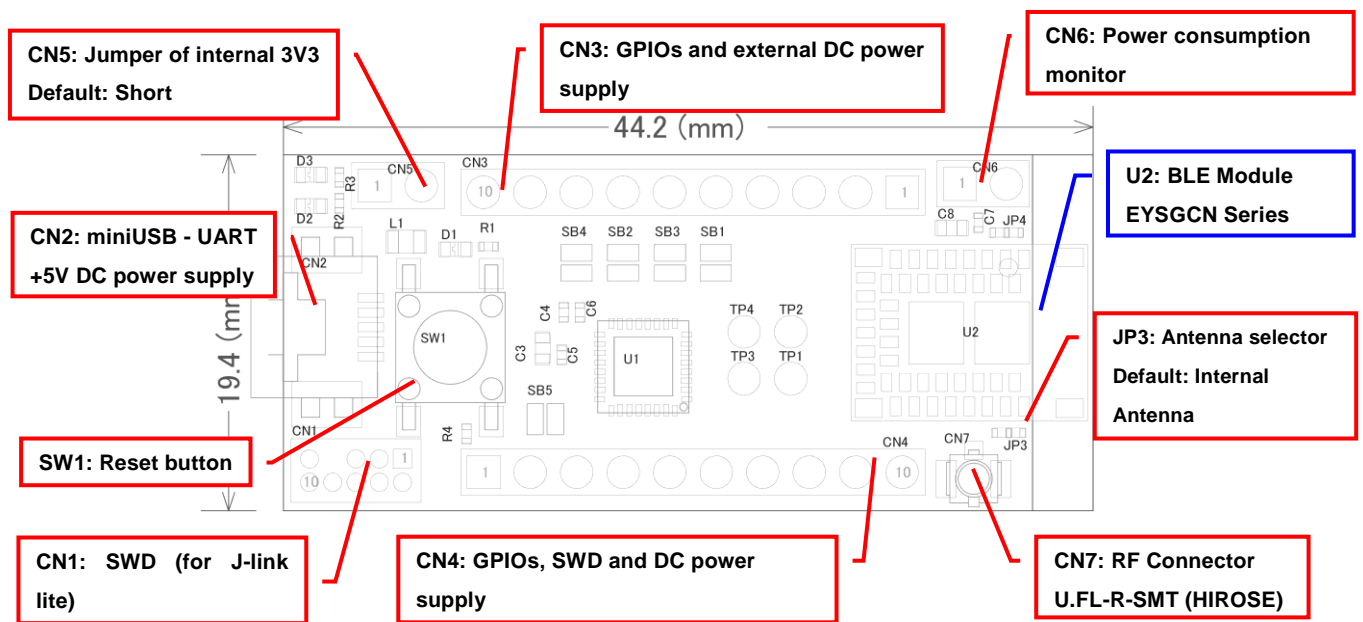 CN5: Jumper of internal 3V3
Default: Short
CN3: GPIOs and external DC power
supply
CN6: Power consumption
monitor
44.2 (mm)
D3
R3
CN5
1
CN3
10
1
CN6
1
U2: BLE Module
EYSGCN Series
D2
R2
L1
D1
R1
SB4
SB2
SB3
SB1
C8
C7
JP4
CN2: miniUSB - UART
+5V DC power supply
CN2
19.4 (mm)
SW1
C4
C6
C3
C5
U1
TP4
TP2
TP3
TP1
U2
JP3: Antenna selector
Default: Internal
Antenna
SB5
CN1
R4
CN4
CN7
JP3
SW1: Reset button
1
10
1
10
CN1: SWD (for J-link
lite)
CN4: GPIOs, SWD and DC power
supply
CN7: RF Connector
U.FL-R-SMT (HIROSE)